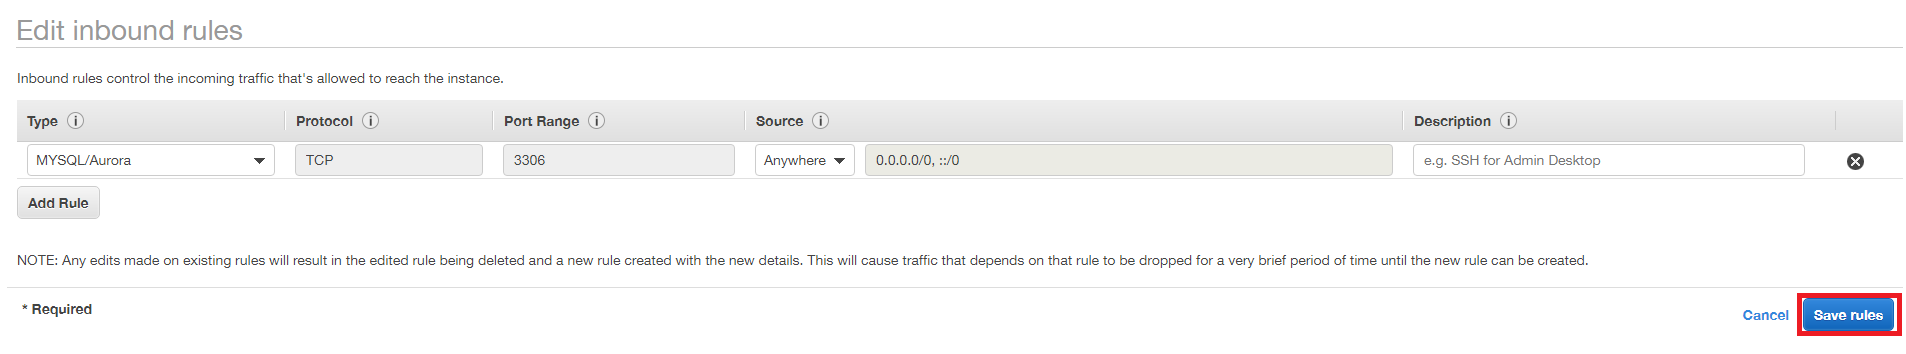 Edit inbound rules
Inbound rules control the incoming traffic that's allowed to reach the instance.
Type i Protocol i Port Range i Source i Description i
MYSQL/Aurora TCP 3306 Anywhere 0.0.0.0/0, ::/0 e.g. SSH for Admin Desktop
Add Rule
NOTE: Any edits made on existing rules will result in the edited rule being deleted and a new rule created with the new details. This will cause traffic that depends on that rule to be dropped for a very brief period of time until the new rule can be created.
* Required
Cancel Save rules